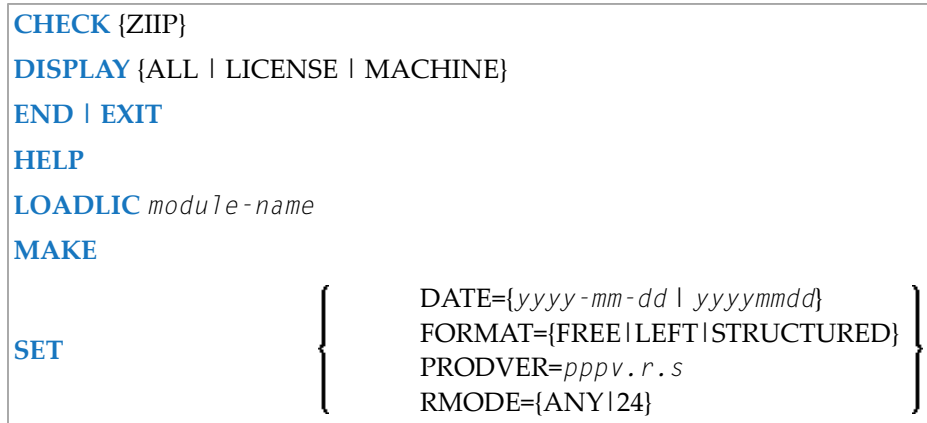 CHECK {ZIIP}
DISPLAY {ALL | LICENSE | MACHINE}
END | EXIT
HELP
LOADLIC module-name
MAKE
SET
DATE={yyyy-mm-dd | yyyymmdd}
FORMAT={FREE|LEFT|STRUCTURED}
PRODVER=pppv.r.s
RMODE={ANY|24}